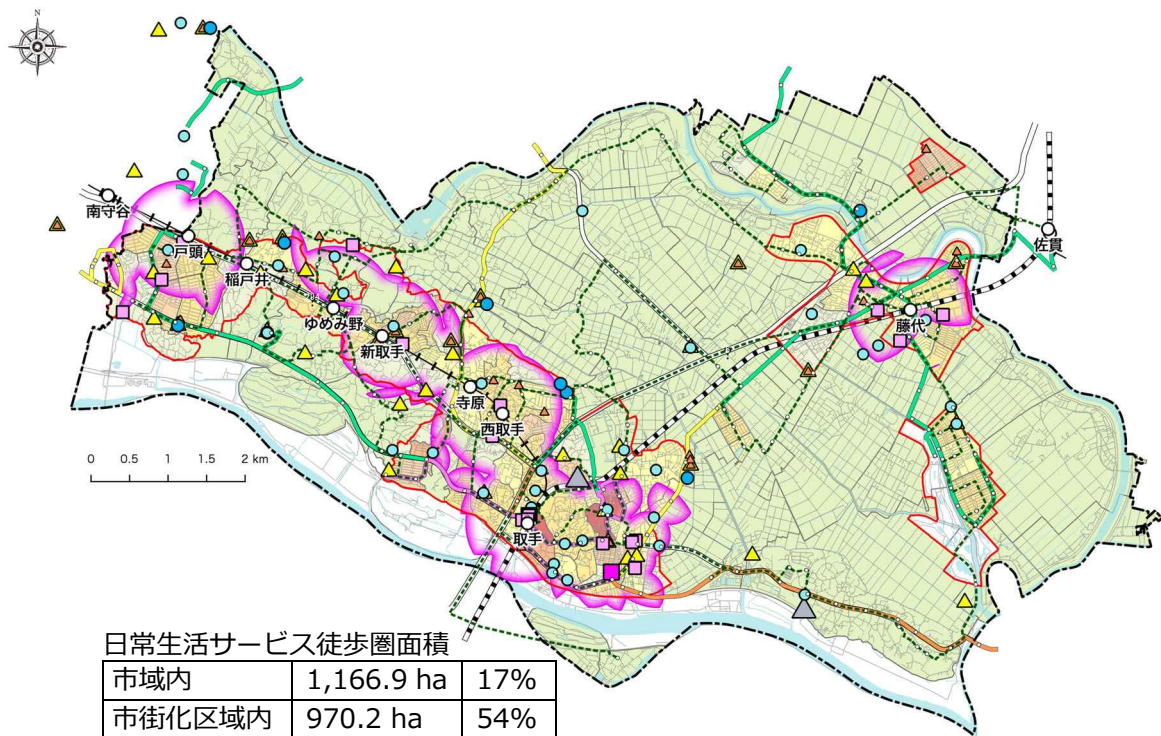 N
南守谷
戸頭
稲戸井
ゆめみ野
新取手
寺原
西取手
取手
藤代
佐貫
0 0.5 1 1.5 2 km
日常生活サービス徒歩圏面積
市域内 1,166.9 ha 17%
市街化区域内 970.2 ha 54%